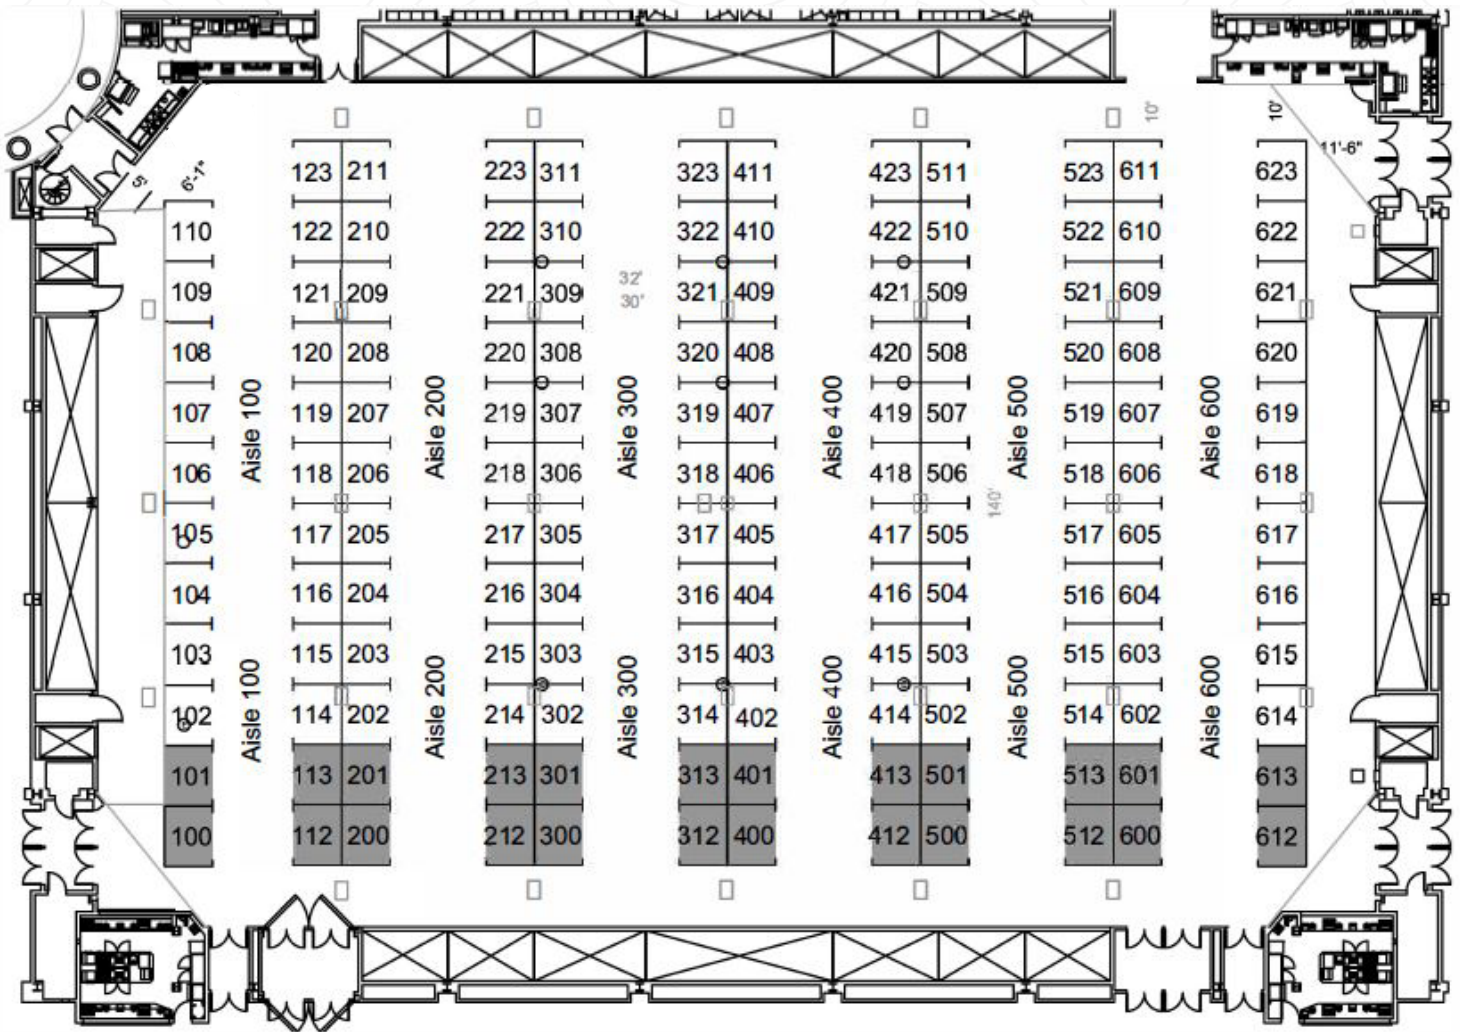 10' 10'
5' 6'-1" 11'-6"
123 211 223 311 323 411 423 511 523 611 623
110 122 210 222 310 322 410 422 510 522 610 622
32'
109 121 209 221 309 30' 321 409 421 509 521 609 621
108 120 208 220 308 320 408 420 508 520 608 620
107 119 207 219 307 319 407 419 507 519 607 619
Aisle 100 Aisle 200 Aisle 300 Aisle 400 Aisle 500 Aisle 600
106 118 206 218 306 318 406 418 506 518 606 618
140'
105 117 205 217 305 317 405 417 505 517 605 617
104 116 204 216 304 316 404 416 504 516 604 616
103 115 203 215 303 315 403 415 503 515 603 615
Aisle 100 Aisle 200 Aisle 300 Aisle 400 Aisle 500 Aisle 600
102 114 202 214 302 314 402 414 502 514 602 614
101 113 201 213 301 313 401 413 501 513 601 613
100 112 200 212 300 312 400 412 500 512 600 612